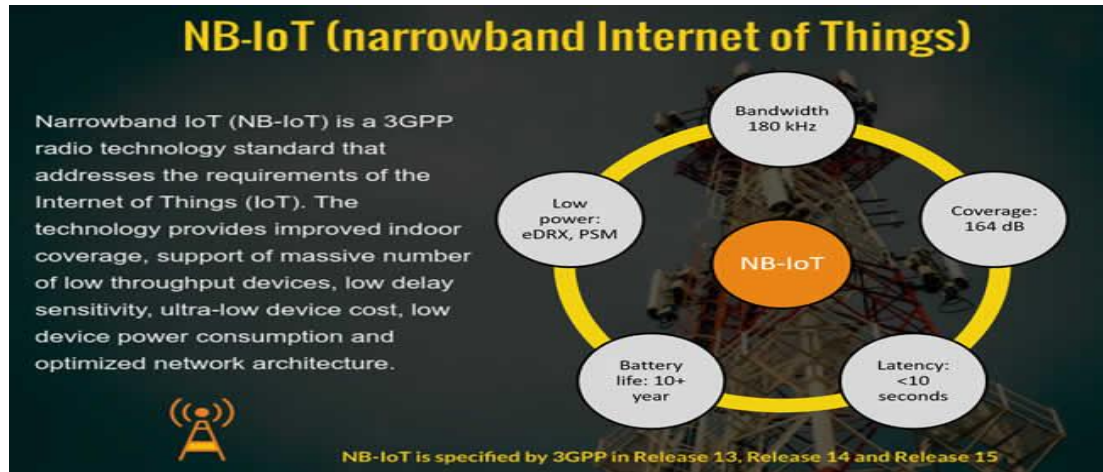 NB-IoT (narrowband Internet of Things)
Narrowband IoT (NB-IoT) is a 3GPP
radio technology standard that
addresses the requirements of the
Internet of Things (IoT). The
technology provides improved indoor
coverage, support of massive number
of low throughput devices, low delay
sensitivity, ultra-low device cost, low
device power consumption and
optimized network architecture.
Bandwidth
180 kHz
Low
power:
eDRX, PSM
Coverage:
164 dB
NB-IoT
Battery
life: 10+
year
Latency:
<10
seconds
NB-IoT is specified by 3GPP in Release 13, Release 14 and Release 15